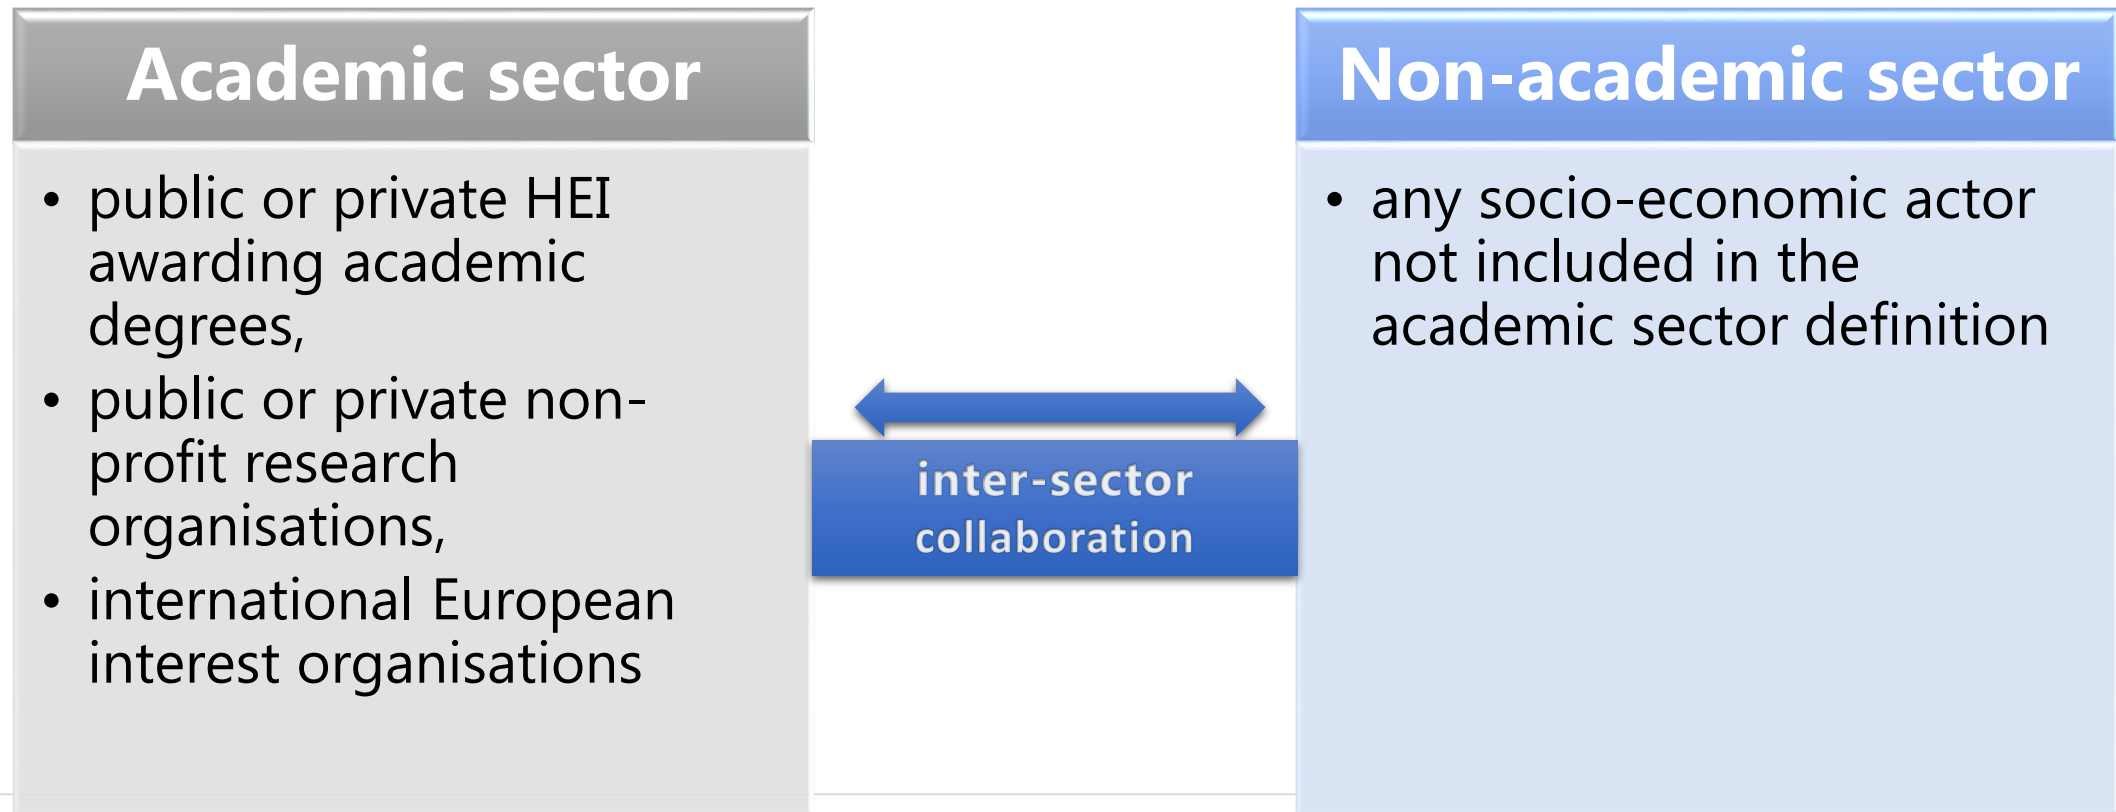 Academic sector
• public or private HEI
awarding academic
degrees,
• public or private non-
profit research
organisations,
• international European
interest organisations
inter-sector
collaboration
Non-academic sector
• any socio-economic actor
not included in the
academic sector definition